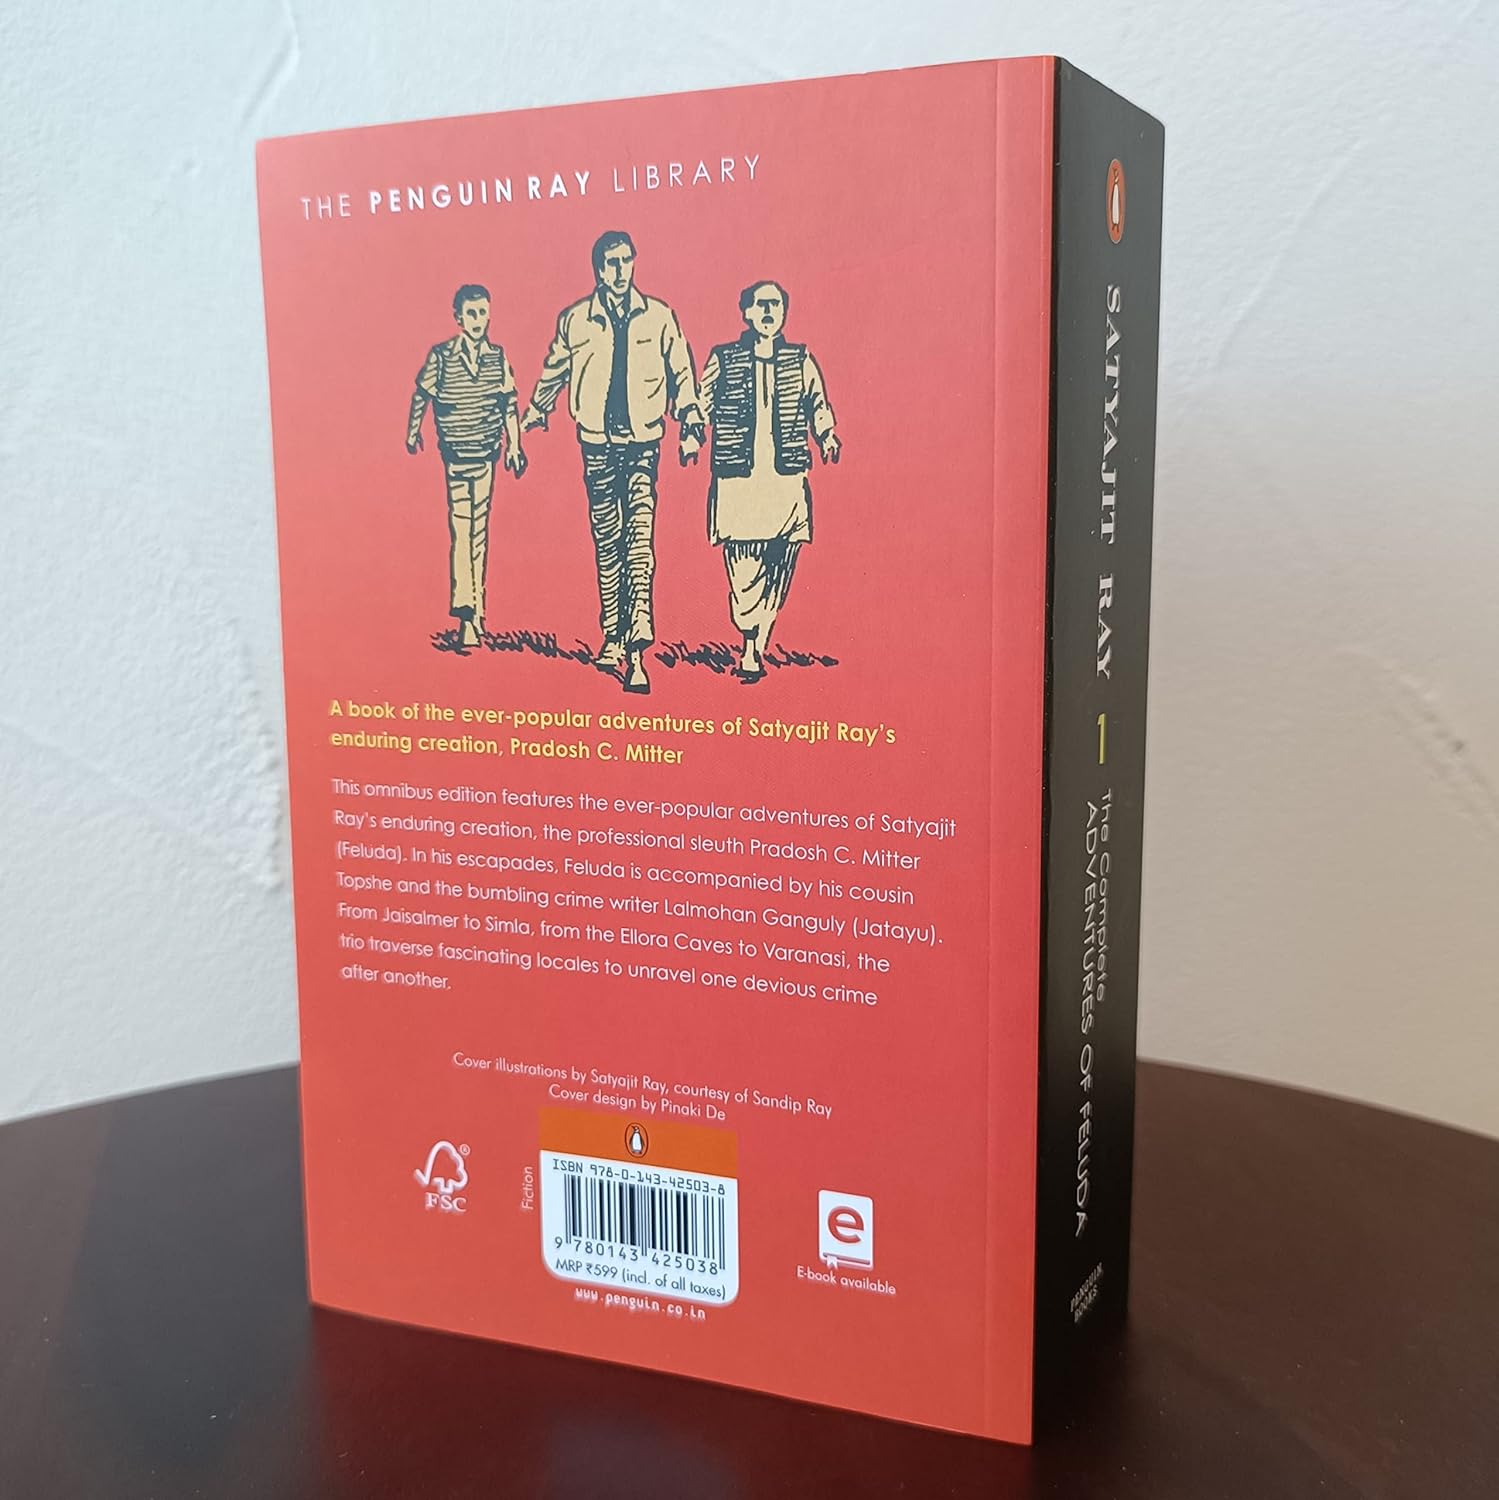 THE PENGUIN RAY LIBRARY
A book of the ever-popular adventures of Satyajit Ray's
enduring creation, Pradosh C. Mitter
This omnibus edition features the ever-popular adventures of Satyajit
Ray's enduring creation, the professional sleuth Pradosh C. Mitter
(Feluda). In his escapades, Feluda is accompanied by his cousin
Topshe and the bumbling crime writer Lalmohan Ganguly (Jatayu).
From Jaisalmer to Simla, from the Ellora Caves to Varanasi, the
trio traverse fascinating locales to unravel one devious crime
after another.
Cover illustrations by Satyajit Ray, courtesy of Sandip Ray
Cover design by Pinaki De
®
FSC
Fiction
ISBN 978-0-143-42503-8
9 780143 425038
MRP ₹599 (incl. of all taxes)
www.penguin.co.in
e
E-book available
SATYAJIT RAY
1
The Complete
ADVENTURES OF FELUDA
PENGUIN
BOOKS